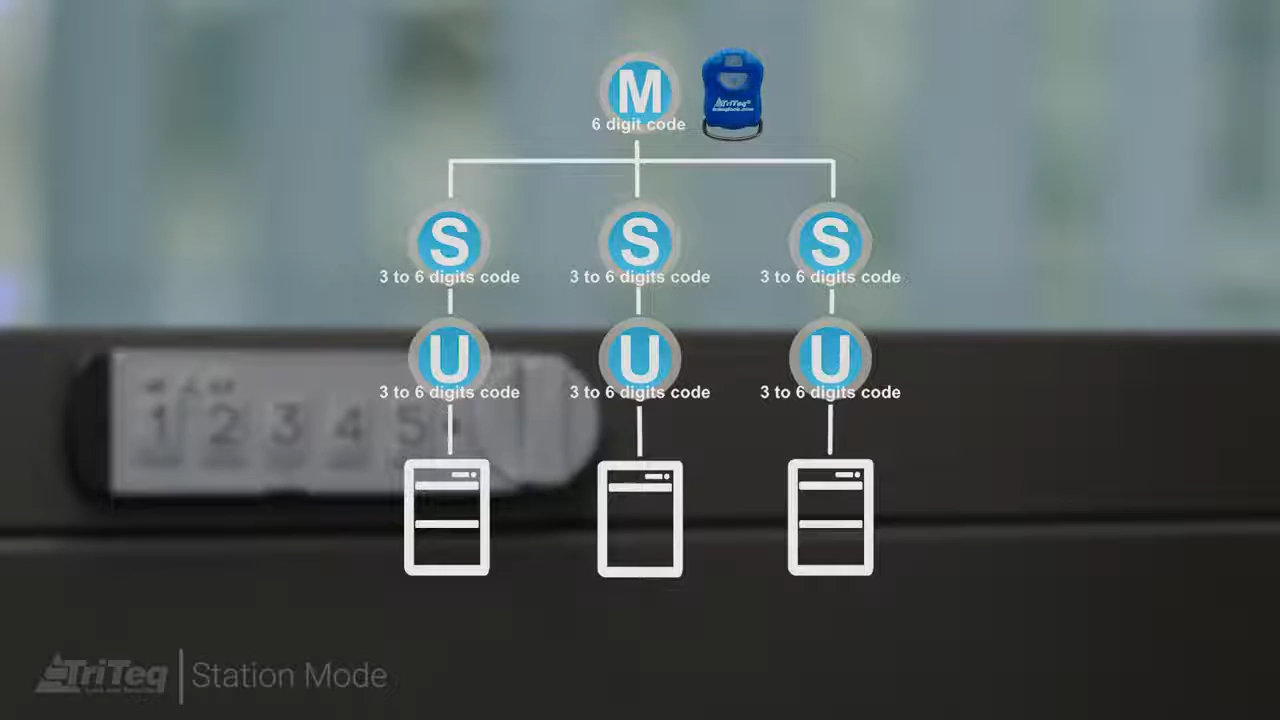 M
6 digit code
TriTeq
S S S
3 to 6 digits code 3 to 6 digits code 3 to 6 digits code
U U U
3 to 6 digits code 3 to 6 digits code 3 to 6 digits code
1 2 3 4 5
TriTeq Station Mode